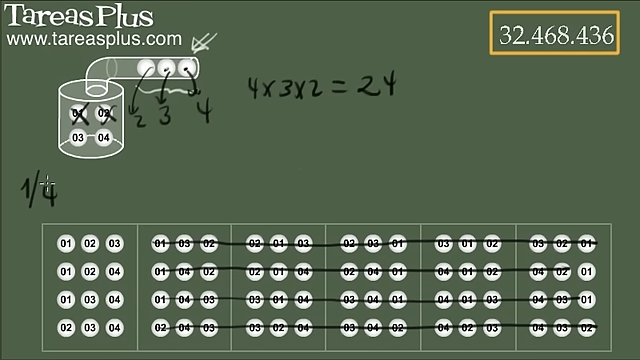 TareasPlus
www.tareasplus.com
32.468.436
01 02
03 04
2 3 4
4x3x2 = 24
1/4
01 02 03 01 03 02 02 01 03 02 03 01 03 01 02 03 02 01
01 02 04 01 04 02 02 01 04 02 04 01 04 01 02 04 02 01
01 03 04 01 04 03 03 01 04 03 04 01 04 01 03 04 03 01
02 03 04 02 04 03 03 02 04 03 04 02 04 02 03 04 03 02